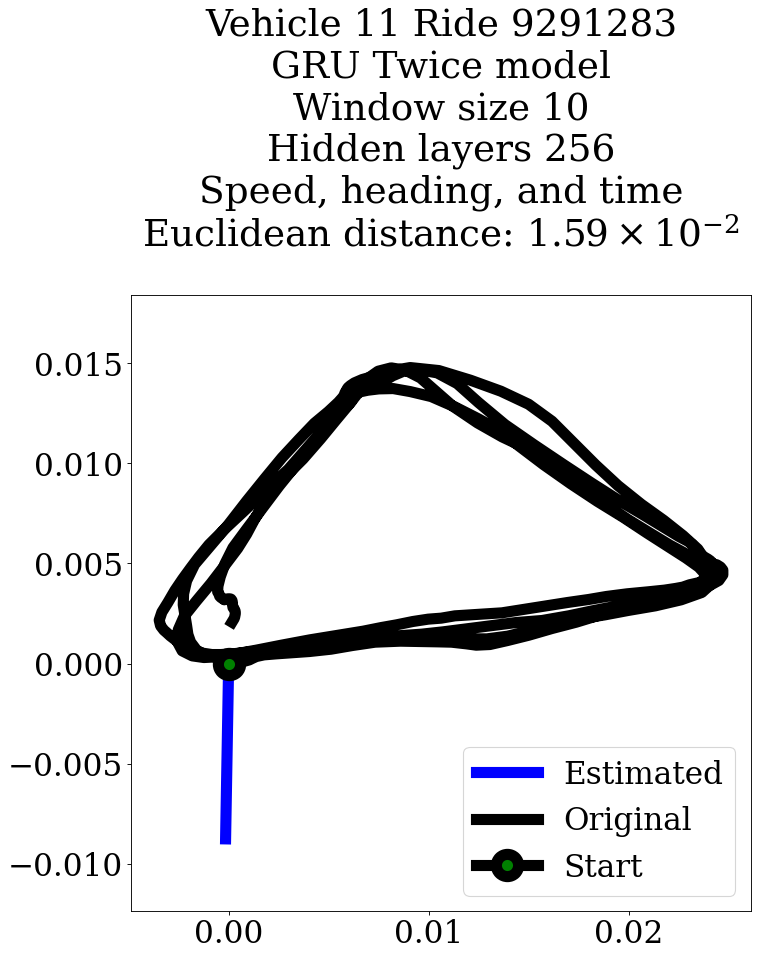 Vehicle 11 Ride 9291283
GRU Twice model
Window size 10
Hidden layers 256
Speed, heading, and time
Euclidean distance: 1.59 × 10⁻²
0.015
0.010
0.005
0.000
−0.005
−0.010
Estimated
Original
Start
0.00 0.01 0.02